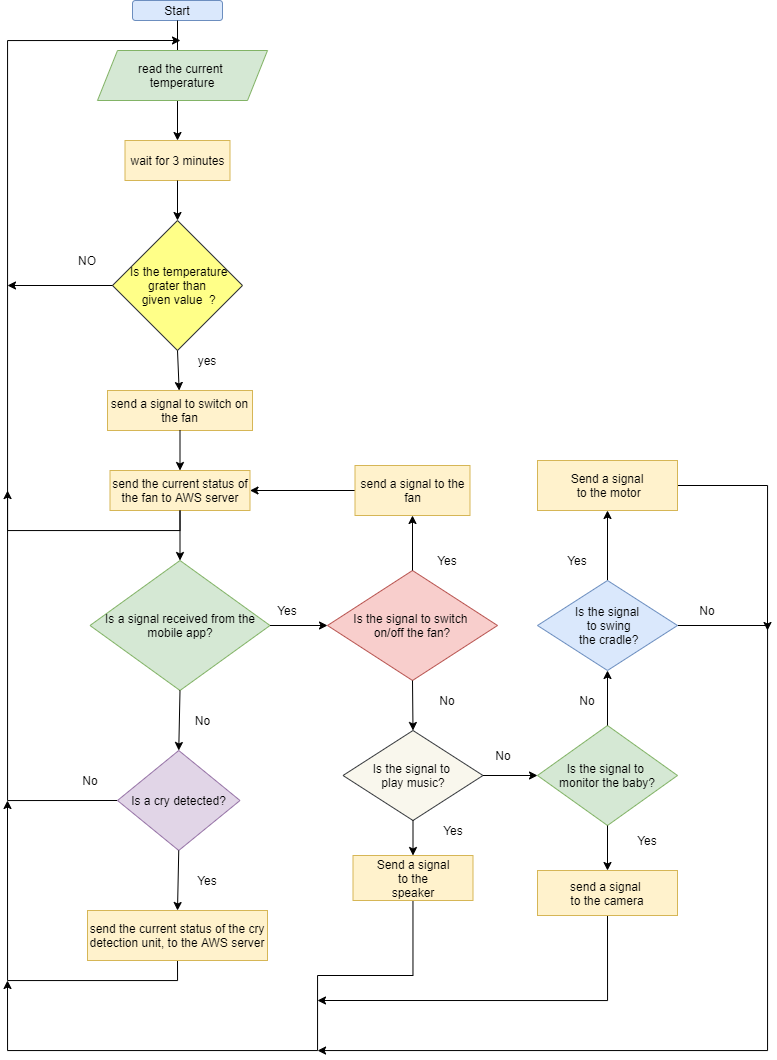 Start
read the current
temperature
wait for 3 minutes
NO
Is the temperature
grater than
given value ?
yes
send a signal to switch on
the fan
send the current status of
the fan to AWS server
send a signal to the
fan
Send a signal
to the motor
Yes
Yes
Is a signal received from the
mobile app?
Yes
Is the signal to switch
on/off the fan?
Is the signal
to swing
the cradle?
No
No
No
No
Is the signal to
play music?
No
Is the signal to
monitor the baby?
No
Is a cry detected?
Yes
Yes
Send a signal
to the
speaker
send a signal
to the camera
Yes
send the current status of the cry
detection unit, to the AWS server